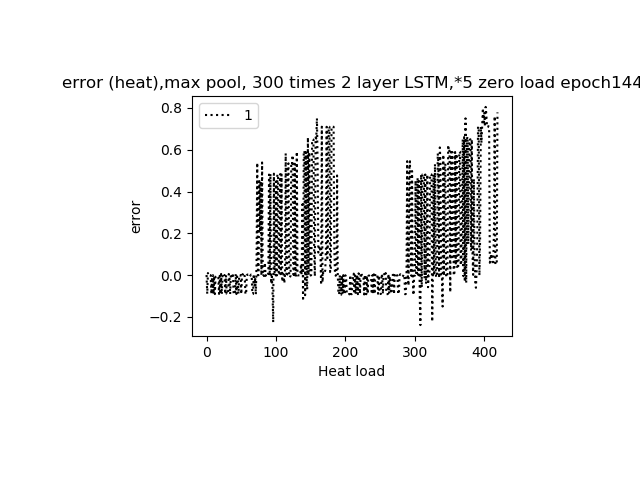 error (heat),max pool, 300 times 2 layer LSTM,*5 zero load epoch144
1
0.8
0.6
0.4
0.2
0.0
−0.2
error
0 100 200 300 400
Heat load